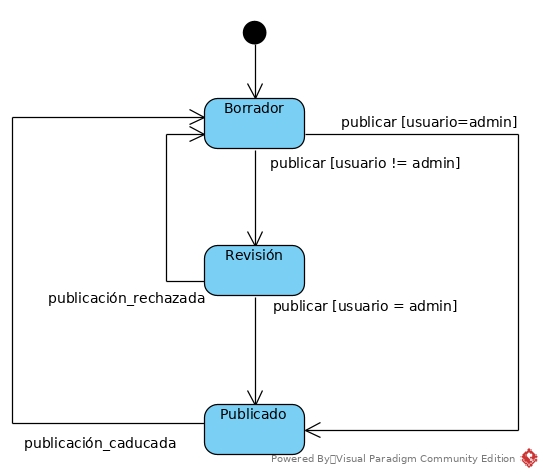 Borrador
publicar [usuario=admin]
publicar [usuario != admin]
Revisión
publicación_rechazada
publicar [usuario = admin]
Publicado
publicación_caducada
Powered By Visual Paradigm Community Edition